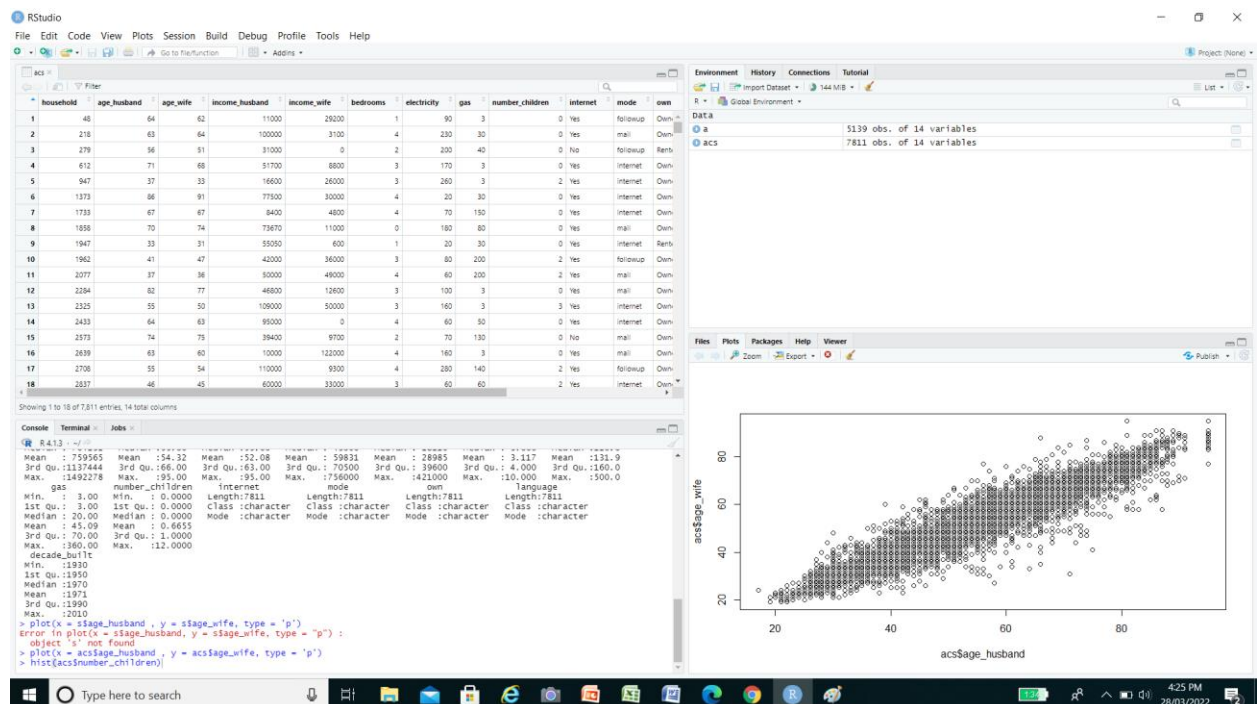 RStudio
File Edit Code View Plots Session Build Debug Profile Tools Help
Go to file/function Addins Project: (None)
acs
Filter
household age_husband age_wife income_husband income_wife bedrooms electricity gas number_children internet mode own
1 48 64 62 11000 29200 1 90 3 0 Yes followup Own
2 218 63 64 100000 3100 4 230 30 0 Yes mail Own
3 279 56 51 31000 0 2 200 40 0 No followup Rent
4 612 71 68 51700 8800 3 170 3 0 Yes internet Own
5 947 37 33 16600 26000 3 260 3 2 Yes internet Own
6 1373 86 91 77500 30000 4 20 30 0 Yes internet Own
7 1733 67 67 8400 4800 4 70 150 0 Yes internet Own
8 1858 70 74 73670 11000 0 180 80 0 Yes mail Own
9 1947 33 31 55050 600 1 20 30 0 Yes internet Rent
10 1962 41 47 42000 36000 3 80 200 2 Yes followup Own
11 2077 37 36 50000 49000 4 60 200 2 Yes mail Own
12 2284 82 77 46800 12600 3 100 3 0 Yes mail Own
13 2325 55 50 109000 50000 3 160 3 3 Yes internet Own
14 2433 64 63 95000 0 4 60 50 0 Yes internet Own
15 2573 74 75 39400 9700 2 70 130 0 No mail Own
16 2639 63 60 10000 122000 4 160 3 0 Yes mail Own
17 2708 55 54 110000 9300 4 280 140 2 Yes followup Own
18 2837 46 45 60000 33000 3 60 60 2 Yes internet Own
Showing 1 to 18 of 7,811 entries, 14 total columns
Console Terminal Jobs
R 4.1.3 · ~/
Mean : 759565 Mean :54.32 Mean :52.08 Mean : 59831 Mean : 28985 Mean : 3.117 Mean :131.9
3rd Qu.:1137444 3rd Qu.:66.00 3rd Qu.:63.00 3rd Qu.: 70500 3rd Qu.: 39600 3rd Qu.: 4.000 3rd Qu.:160.0
Max. :1492278 Max. :95.00 Max. :95.00 Max. :756000 Max. :421000 Max. :10.000 Max. :500.0
gas number_children internet mode own language
Min. : 3.00 Min. : 0.0000 Length:7811 Length:7811 Length:7811 Length:7811
1st Qu.: 3.00 1st Qu.: 0.0000 Class :character Class :character Class :character Class :character
Median : 20.00 Median : 0.0000 Mode :character Mode :character Mode :character Mode :character
Mean : 45.09 Mean : 0.6655
3rd Qu.: 70.00 3rd Qu.: 1.0000
Max. :360.00 Max. :12.0000
decade_built
Min. :1930
1st Qu.:1950
Median :1970
Mean :1971
3rd Qu.:1990
Max. :2010
> plot(x = s$age_husband , y = s$age_wife, type = 'p')
Error in plot(x = s$age_husband, y = s$age_wife, type = "p") :
object 's' not found
> plot(x = acs$age_husband , y = acs$age_wife, type = 'p')
> hist(acs$number_children)
Environment History Connections Tutorial
Import Dataset 144 MiB List
R Global Environment
Data
a 5139 obs. of 14 variables
acs 7811 obs. of 14 variables
Files Plots Packages Help Viewer
Zoom Export Publish
acs$age_wife
80
60
40
20
20 40 60 80
acs$age_husband
Type here to search
4:25 PM
28/03/2022